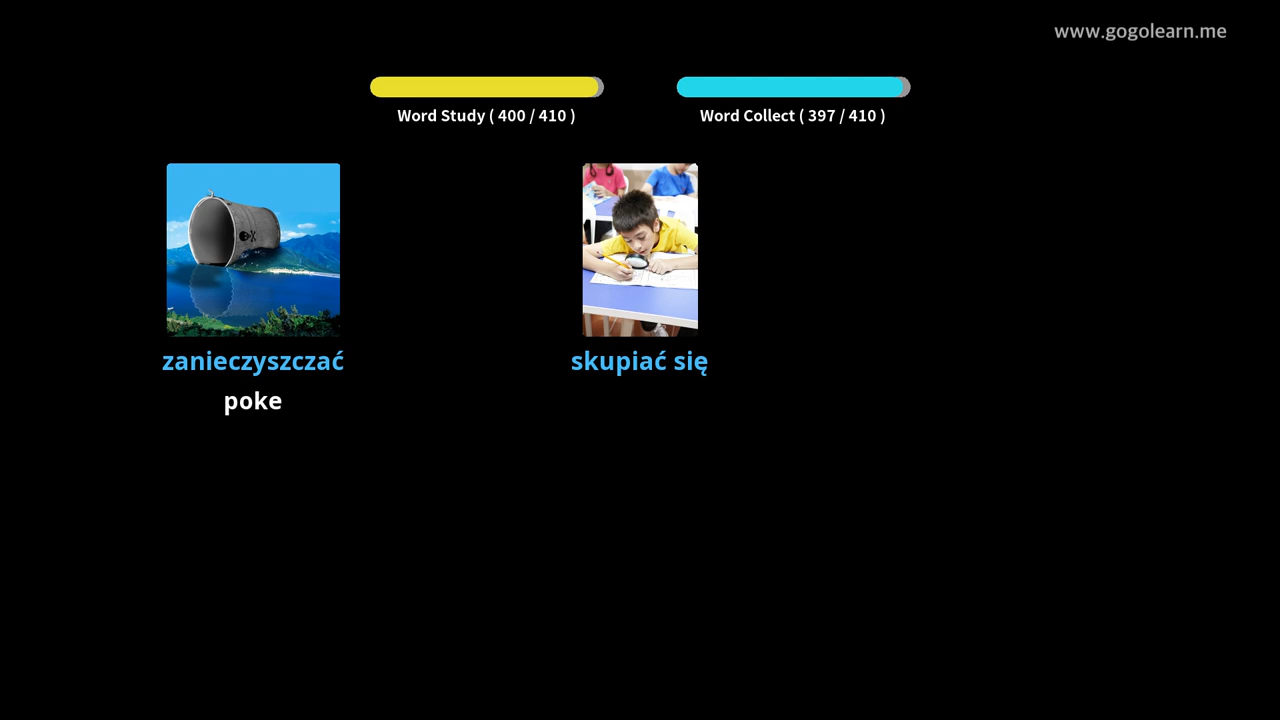 www.gogolearn.me
Word Study ( 400 / 410 )
Word Collect ( 397 / 410 )
zanieczyszczać
poke
skupiać się